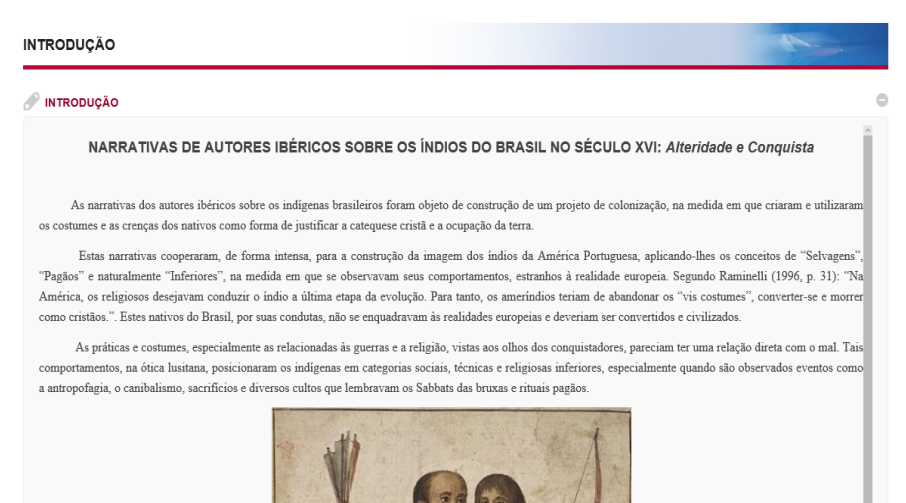 INTRODUÇÃO
INTRODUÇÃO
NARRATIVAS DE AUTORES IBÉRICOS SOBRE OS ÍNDIOS DO BRASIL NO SÉCULO XVI: Alteridade e Conquista
As narrativas dos autores ibéricos sobre os indígenas brasileiros foram objeto de construção de um projeto de colonização, na medida em que criaram e utilizaram
os costumes e as crenças dos nativos como forma de justificar a catequese cristã e a ocupação da terra.
Estas narrativas cooperaram, de forma intensa, para a construção da imagem dos índios da América Portuguesa, aplicando-lhes os conceitos de “Selvagens”,
“Pagãos” e naturalmente “Inferiores”, na medida em que se observavam seus comportamentos, estranhos à realidade europeia. Segundo Raminelli (1996, p. 31): “Na
América, os religiosos desejavam conduzir o índio a última etapa da evolução. Para tanto, os ameríndios teriam de abandonar os “vis costumes”, converter-se e morrer
como cristãos.”. Estes nativos do Brasil, por suas condutas, não se enquadravam às realidades europeias e deveriam ser convertidos e civilizados.
As práticas e costumes, especialmente as relacionadas às guerras e a religião, vistas aos olhos dos conquistadores, pareciam ter uma relação direta com o mal. Tais
comportamentos, na ótica lusitana, posicionaram os indígenas em categorias sociais, técnicas e religiosas inferiores, especialmente quando são observados eventos como
a antropofagia, o canibalismo, sacrifícios e diversos cultos que lembravam os Sabbats das bruxas e rituais pagãos.